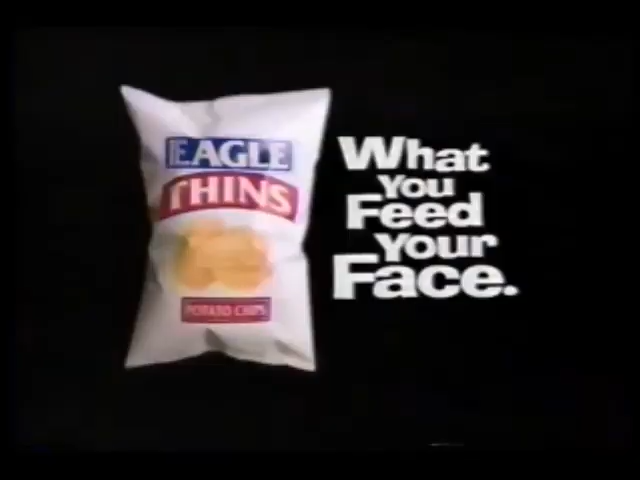 EAGLE
THINS
POTATO CHIPS
What
You
Feed
Your
Face.